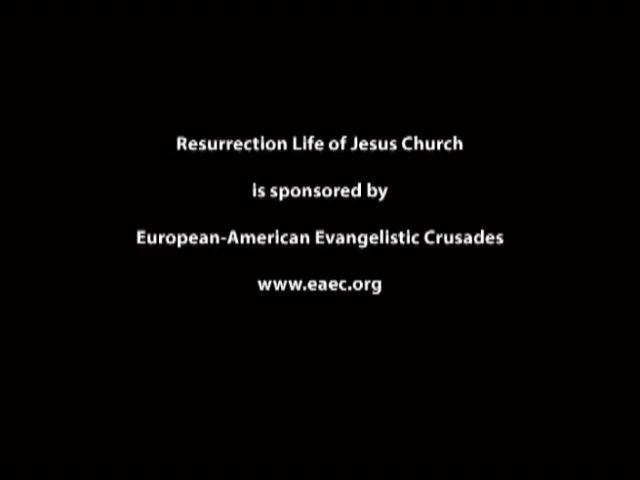 Resurrection Life of Jesus Church
is sponsored by
European-American Evangelistic Crusades
www.eaec.org